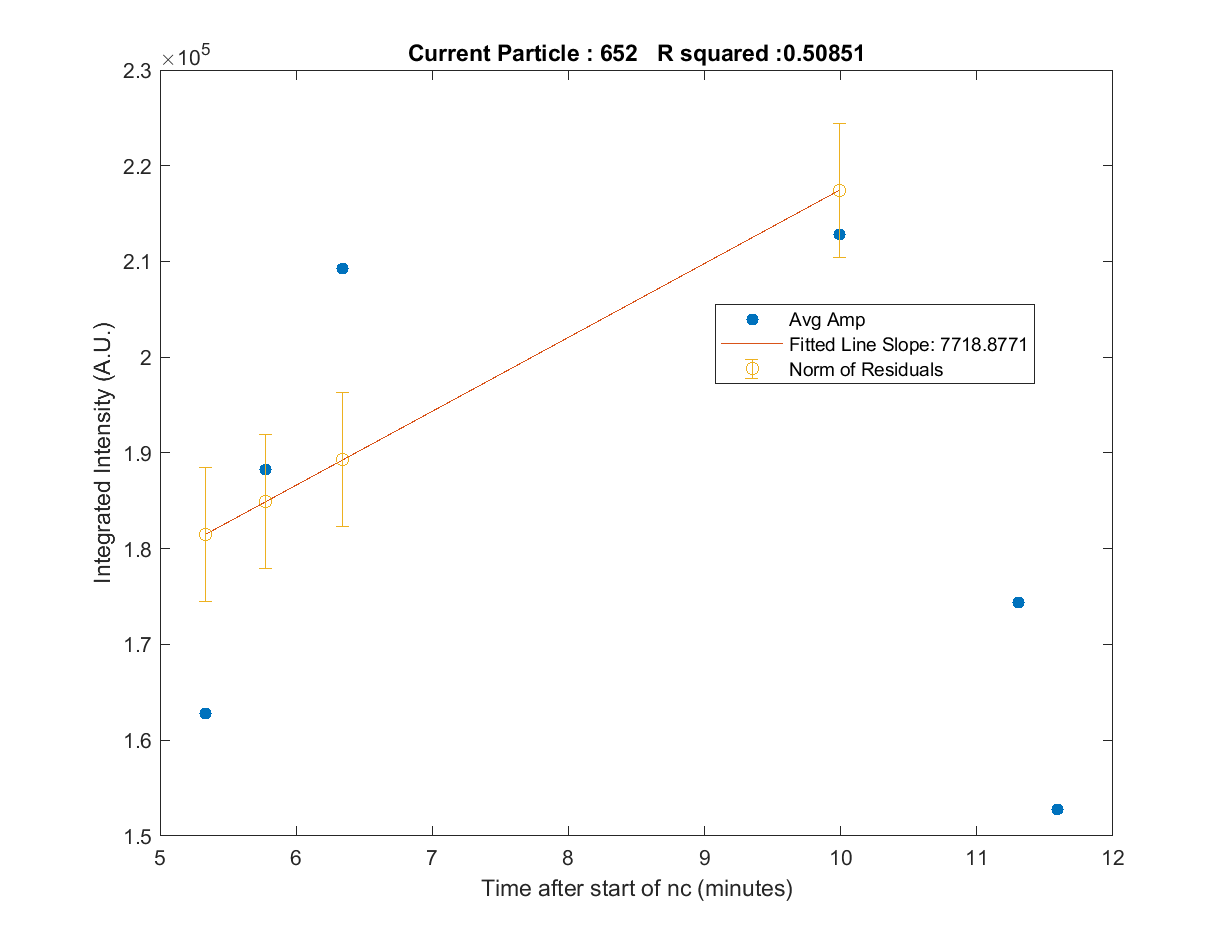 Current Particle : 652   R squared :0.50851
×10^5
2.3
2.2
2.1
2
1.9
1.8
1.7
1.6
1.5
Integrated Intensity (A.U.)
Avg Amp
Fitted Line Slope: 7718.8771
Norm of Residuals
5 6 7 8 9 10 11 12
Time after start of nc (minutes)